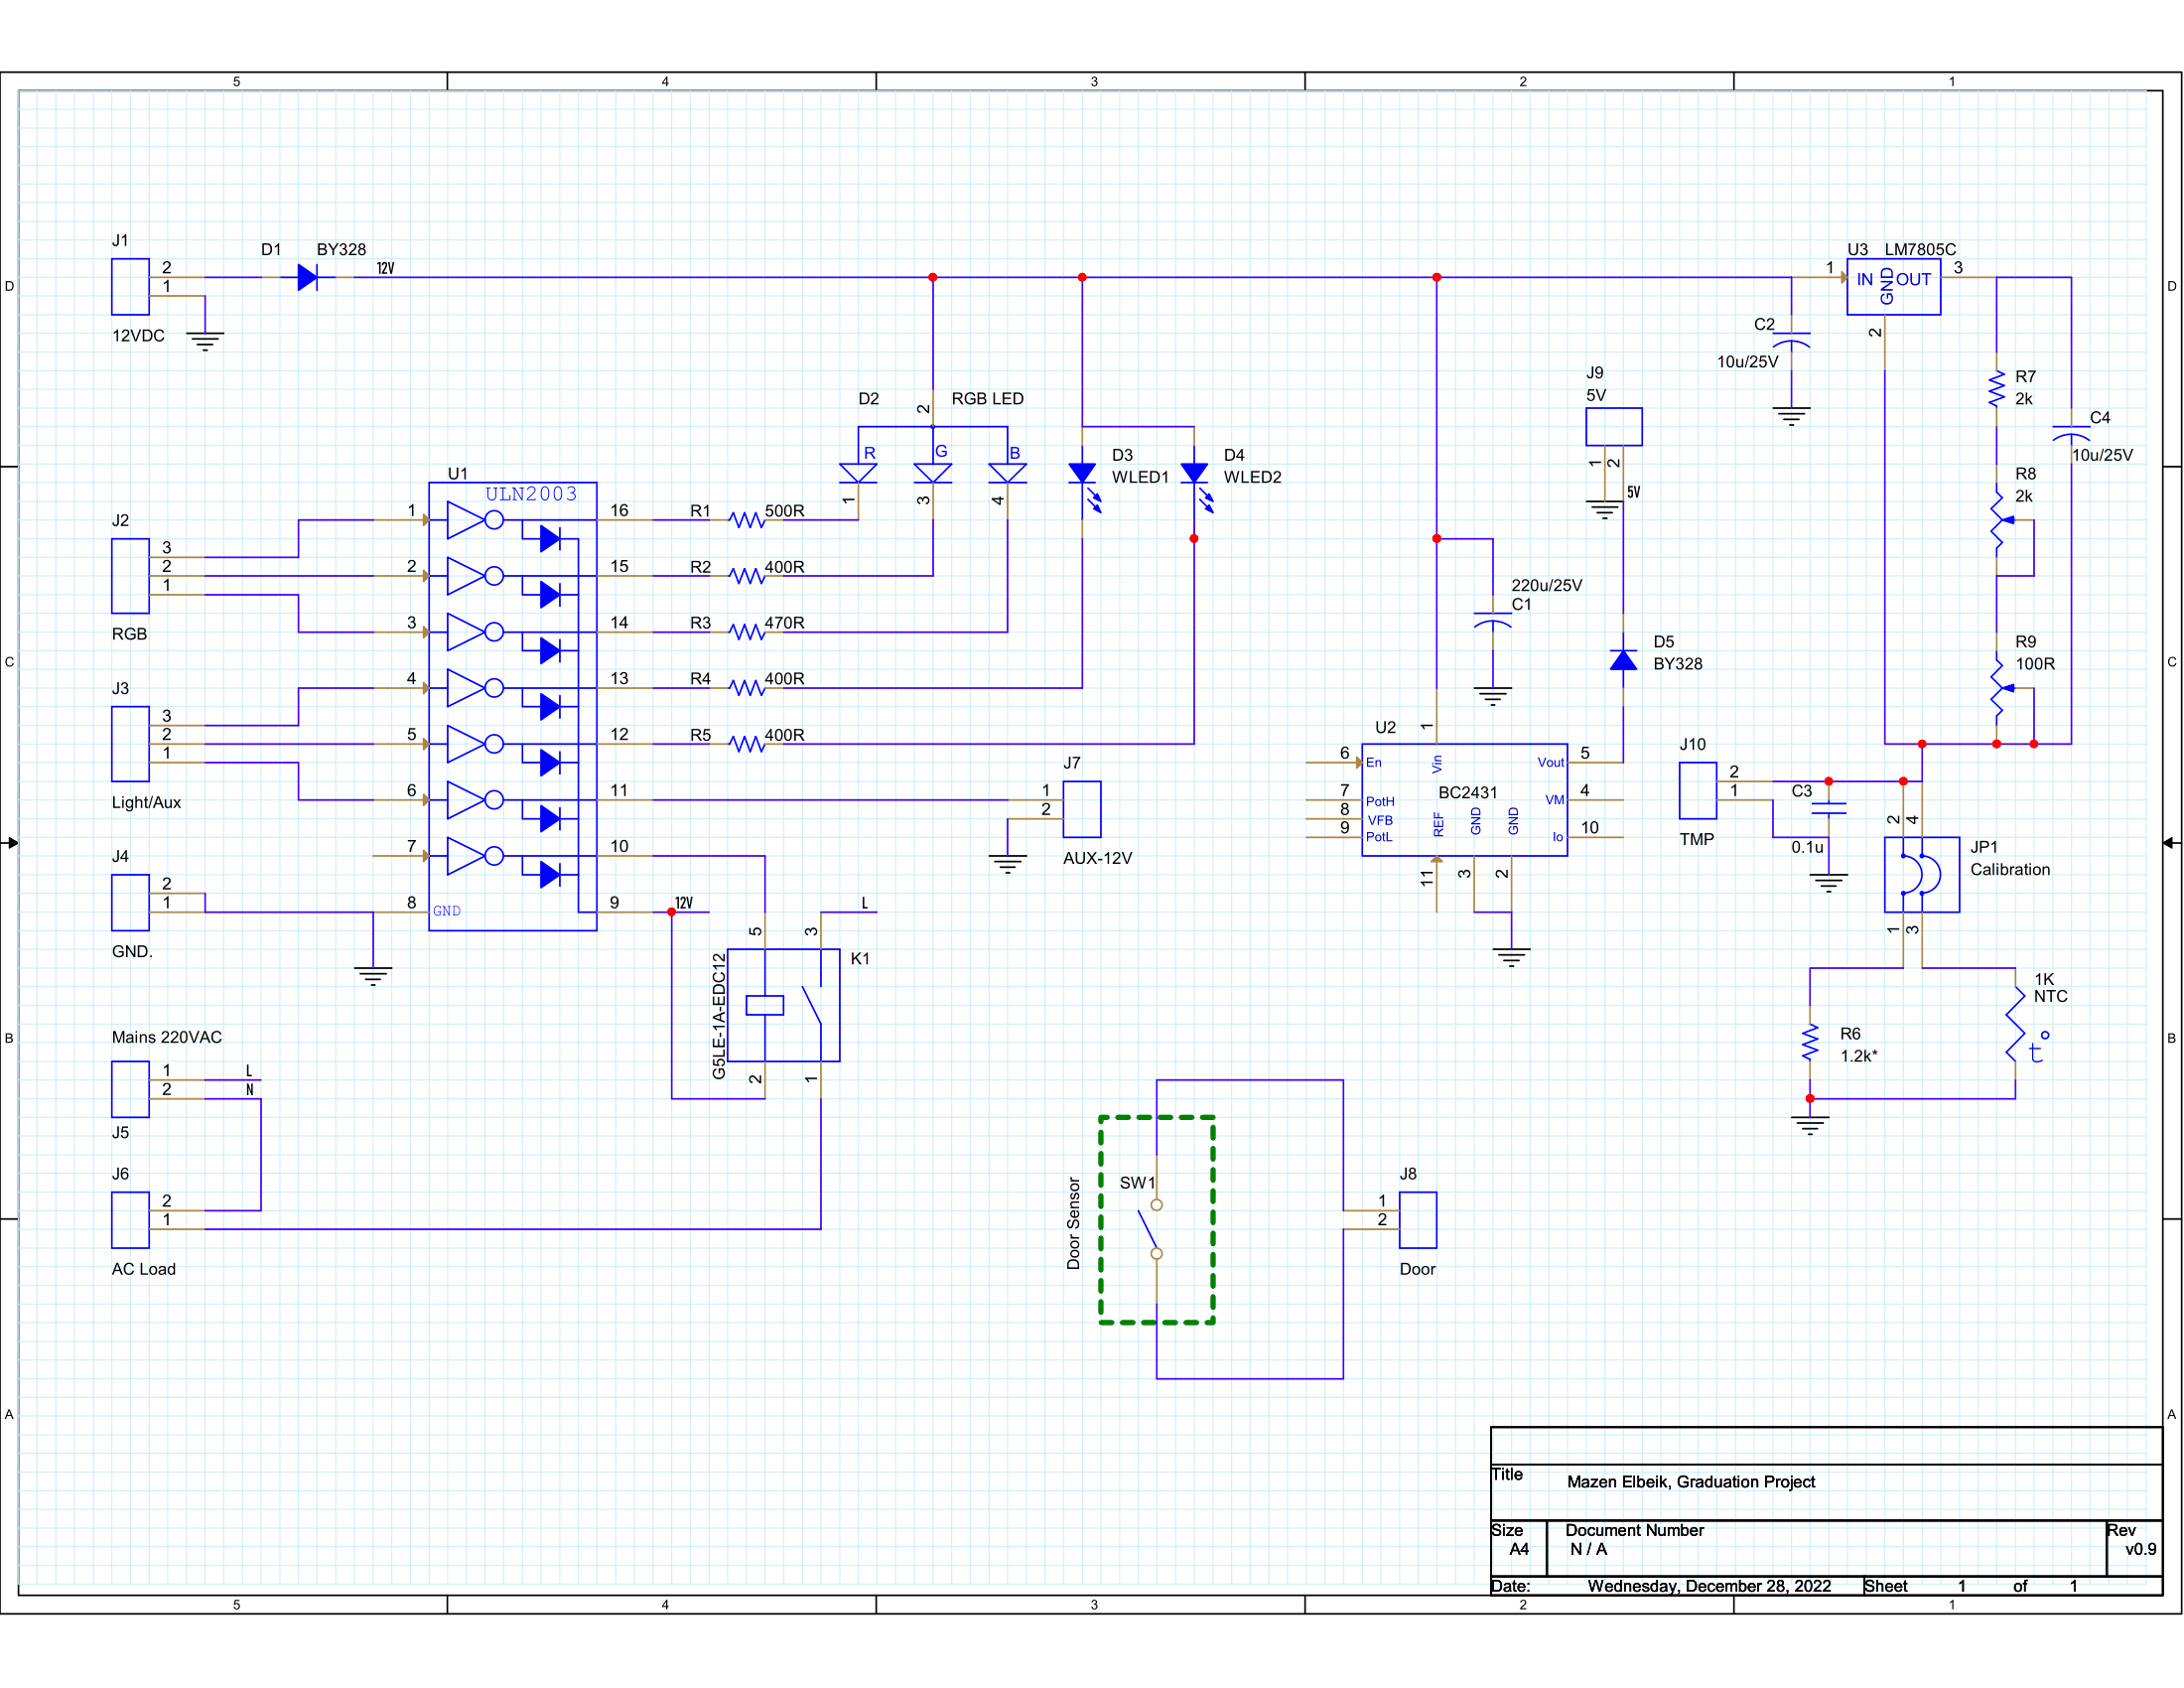 5 4 3 2 1
D D
C C
B B
A A
J1
2
1
12VDC
D1 BY328
12V
U3 LM7805C
1 IN GND OUT 3
2
C2
10u/25V
R7
2k
C4
10u/25V
R8
2k
R9
100R
J9
5V
1 2
5V
D2 2 RGB LED
R G B
1 3 4
D3
WLED1
D4
WLED2
U1
ULN2003
J2
3
2
1
RGB
J3
3
2
1
Light/Aux
J4
2
1
GND.
1 16 R1 500R
2 15 R2 400R
3 14 R3 470R
4 13 R4 400R
5 12 R5 400R
6 11
7 10
8 GND 9 12V
J7
1
2
AUX-12V
220u/25V
C1
D5
BY328
U2
1
6 En Vin Vout 5
BC2431
7 PotH VM 4
8 VFB
9 PotL REF GND GND Io 10
11 3 2
J10
2
1
TMP
C3
0.1u
2 4
JP1
Calibration
1 3
1K
NTC
t°
R6
1.2k*
L
5 3
K1
G5LE-1A-EDC12
2 1
Mains 220VAC
1 L
2 N
J5
J6
2
1
AC Load
Door Sensor
SW1
J8
1
2
Door
Title
Mazen Elbeik, Graduation Project
Size Document Number Rev
A4 N / A v0.9
Date: Wednesday, December 28, 2022 Sheet 1 of 1
5 4 3 2 1